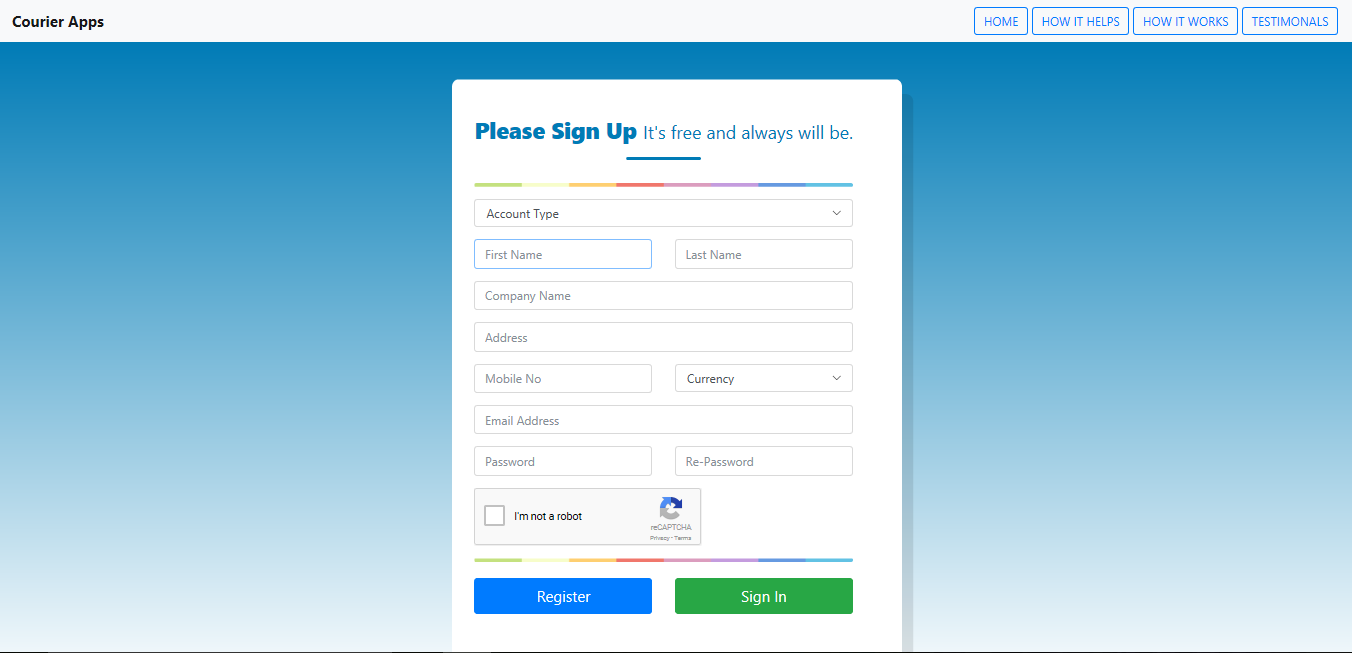 Courier Apps
HOME HOW IT HELPS HOW IT WORKS TESTIMONALS
Please Sign Up It's free and always will be.
Account Type
First Name Last Name
Company Name
Address
Mobile No Currency
Email Address
Password Re-Password
I'm not a robot
reCAPTCHA
Privacy - Terms
Register Sign In